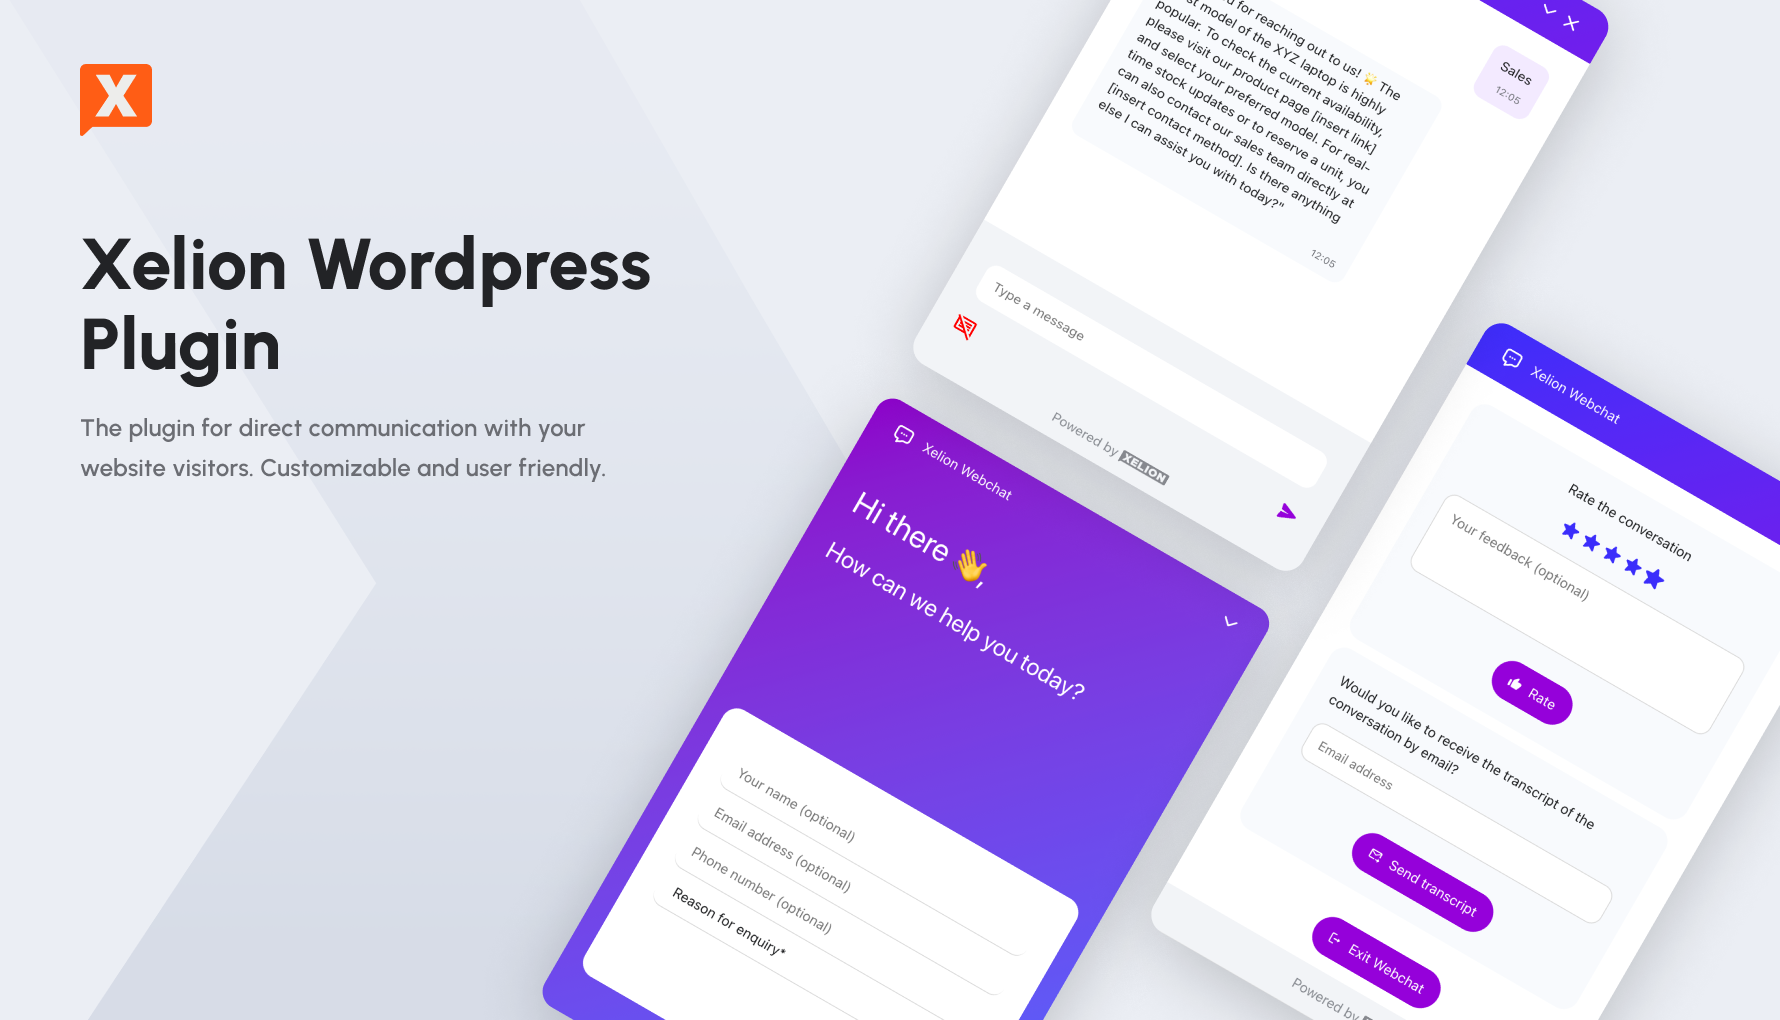 X
Xelion Wordpress
Plugin
The plugin for direct communication with your
website visitors. Customizable and user friendly.
for reaching out to us! 🌟 The
model of the XYZ laptop is highly
popular. To check the current availability,
please visit our product page [insert link]
and select your preferred model. For real-
time stock updates or to reserve a unit, you
can also contact our sales team directly at
[insert contact method]. Is there anything
else I can assist you with today?"
12:05
Sales
12:05
Type a message
Powered by XELION
Xelion Webchat
Hi there 👋,
How can we help you today?
Your name (optional)
Email address (optional)
Phone number (optional)
Reason for enquiry*
Xelion Webchat
Rate the conversation
Your feedback (optional)
Rate
Would you like to receive the transcript of the
conversation by email?
Email address
Send transcript
Exit Webchat
Powered by